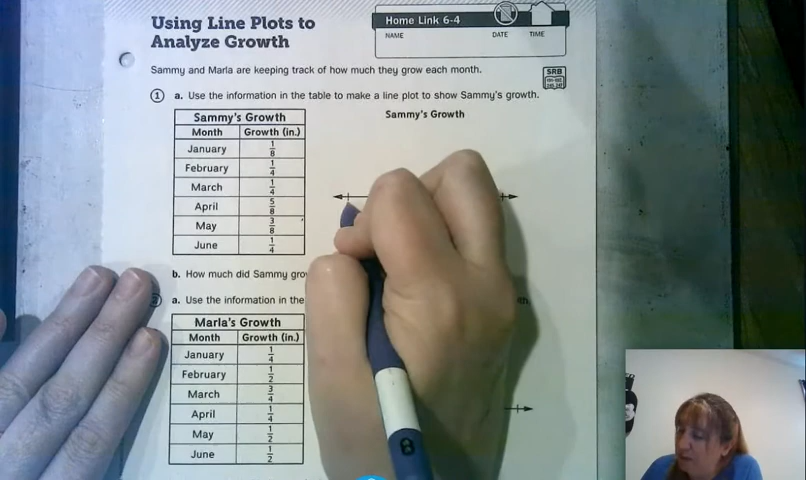 Using Line Plots to
Analyze Growth
Home Link 6-4
NAME DATE TIME
Sammy and Marla are keeping track of how much they grow each month.
SRB
1 a. Use the information in the table to make a line plot to show Sammy's growth.
Sammy's Growth
Month Growth (in.)
January 1/8
February 1/4
March 1/4
April 5/8
May 3/8
June 1/4
Sammy's Growth
b. How much did Sammy
a. Use the information in the
Marla's Growth
Month Growth (in.)
January 1/4
February 1/2
March 3/4
April 1/4
May 1/2
June 1/2